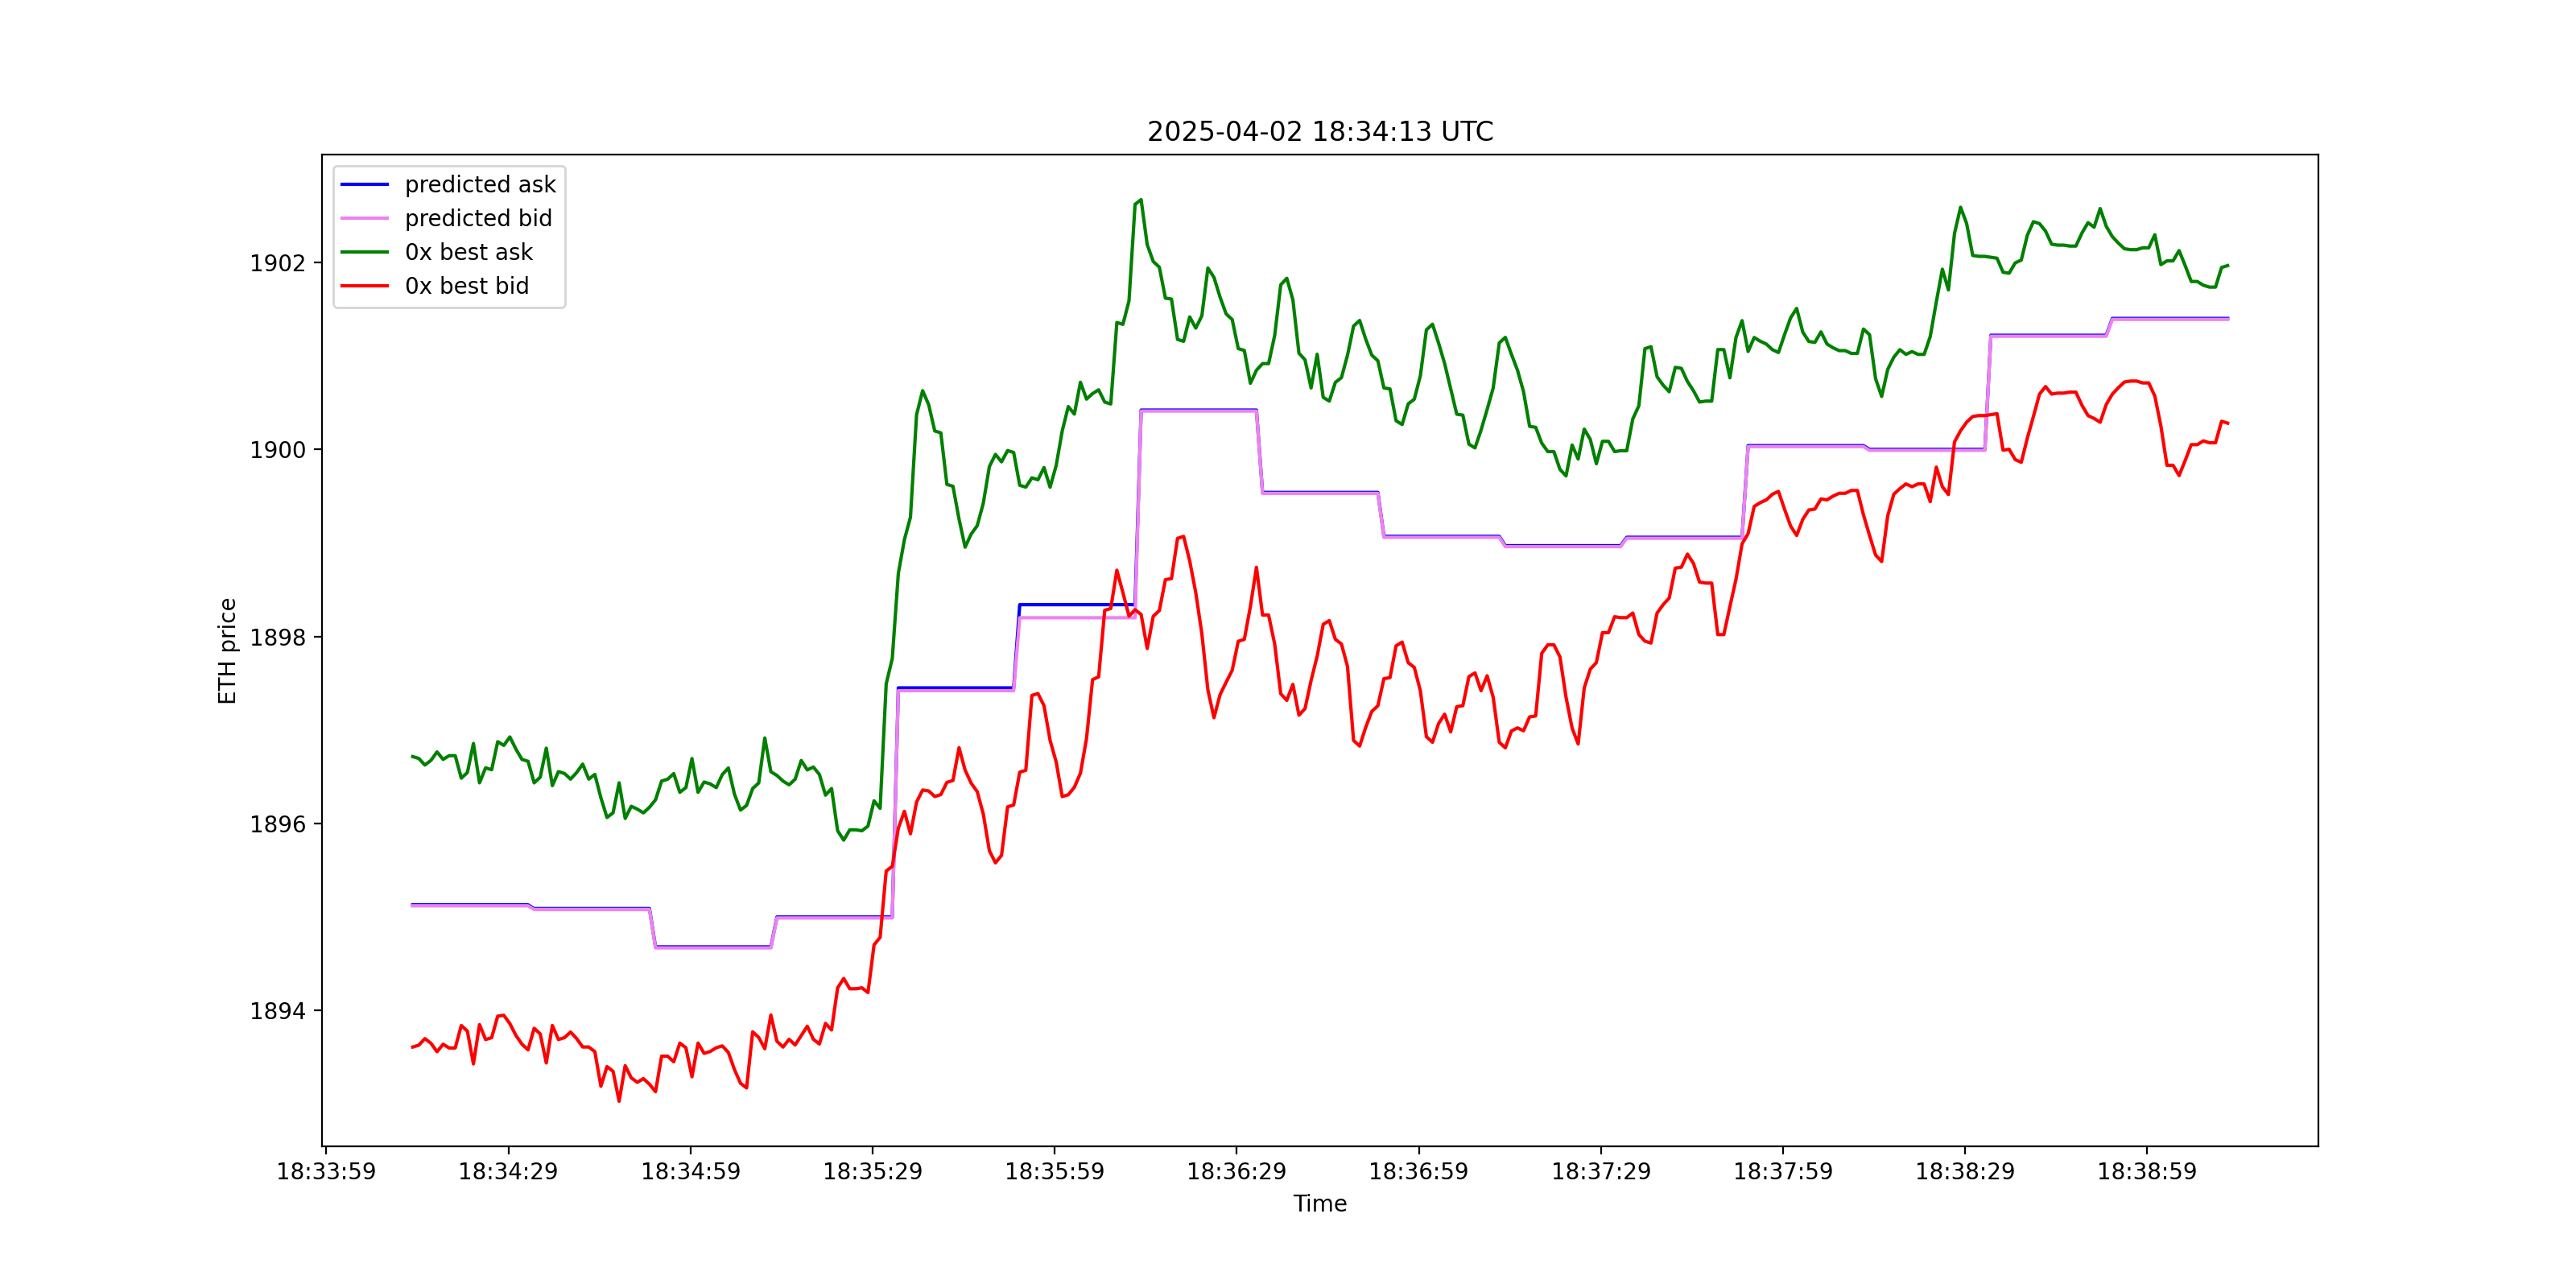 2025-04-02 18:34:13 UTC
predicted ask
predicted bid
0x best ask
0x best bid
1902
1900
1898
1896
1894
ETH price
18:33:59 18:34:29 18:34:59 18:35:29 18:35:59 18:36:29 18:36:59 18:37:29 18:37:59 18:38:29 18:38:59
Time